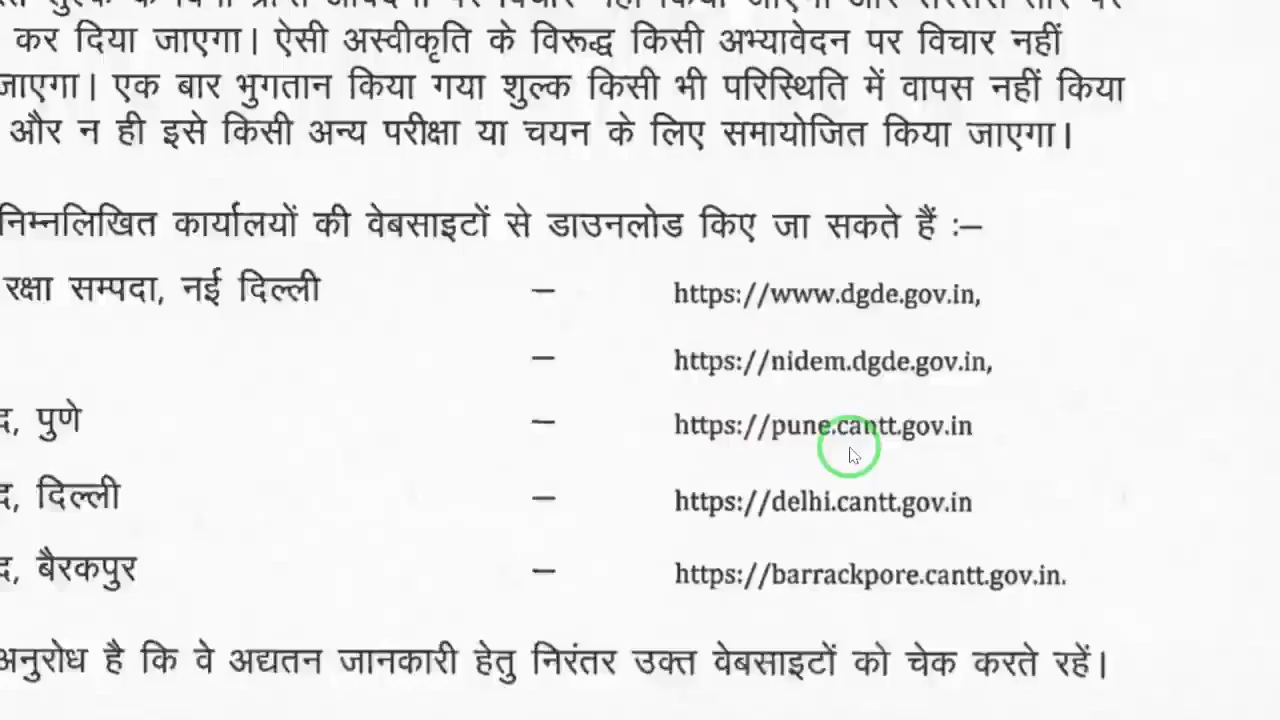 कर दिया जाएगा। ऐसी अस्वीकृति के विरूद्ध किसी अभ्यावेदन पर विचार नहीं
जाएगा। एक बार भुगतान किया गया शुल्क किसी भी परिस्थिति में वापस नहीं किया
और न ही इसे किसी अन्य परीक्षा या चयन के लिए समायोजित किया जाएगा।
निम्नलिखित कार्यालयों की वेबसाइटों से डाउनलोड किए जा सकते हैं :–
रक्षा सम्पदा, नई दिल्ली – https://www.dgde.gov.in,
– https://nidem.dgde.gov.in,
द, पुणे – https://pune.cantt.gov.in
द, दिल्ली – https://delhi.cantt.gov.in
द, बैरकपुर – https://barrackpore.cantt.gov.in.
अनुरोध है कि वे अद्यतन जानकारी हेतु निरंतर उक्त वेबसाइटों को चेक करते रहें।